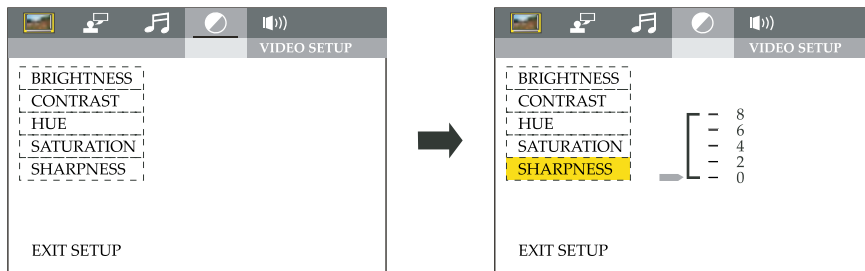 VIDEO SETUP
BRIGHTNESS
CONTRAST
HUE
SATURATION
SHARPNESS
EXIT SETUP
VIDEO SETUP
BRIGHTNESS
CONTRAST
HUE
SATURATION
SHARPNESS
8
6
4
2
0
EXIT SETUP